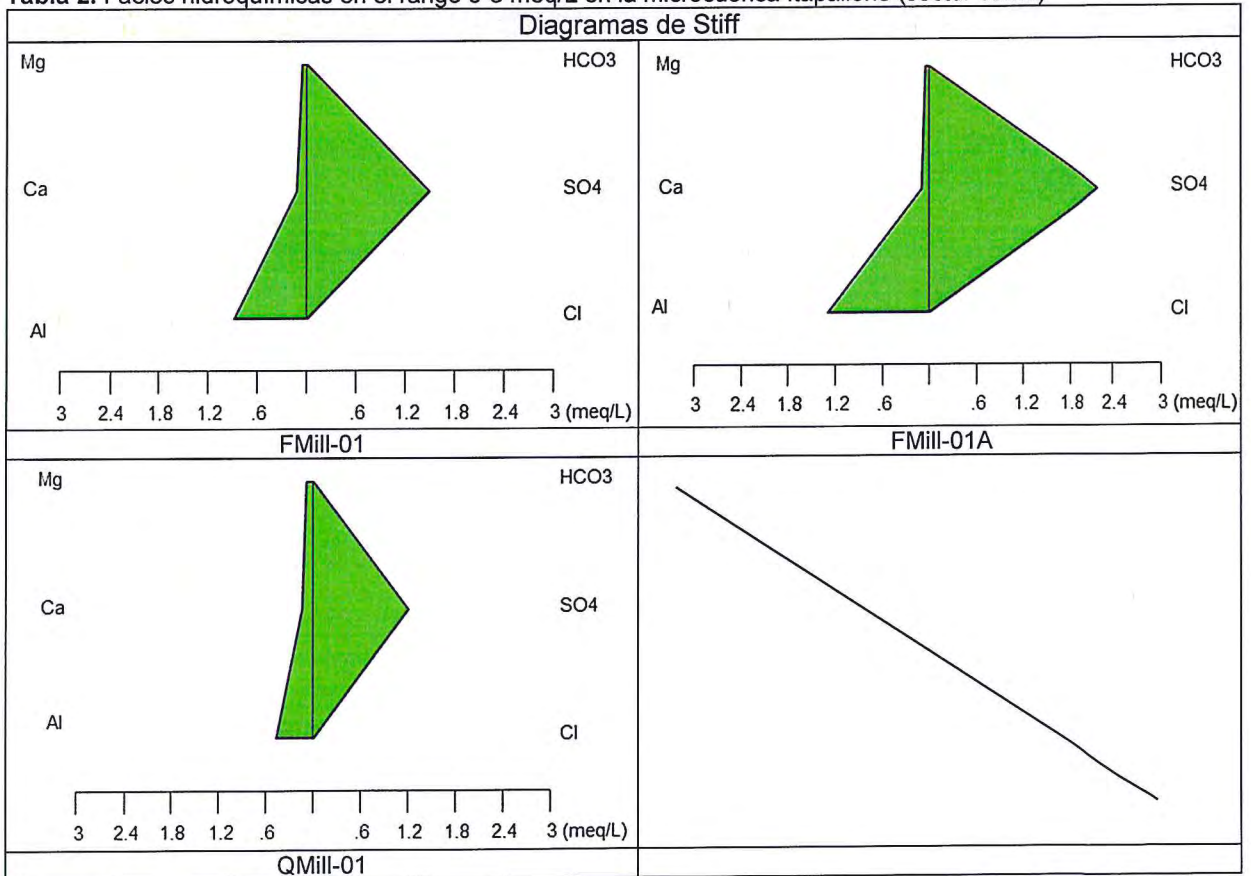 Diagramas de Stiff
Mg HCO3
Ca SO4
Al Cl
3 2.4 1.8 1.2 .6 .6 1.2 1.8 2.4 3 (meq/L)
FMill-01
Mg HCO3
Ca SO4
Al Cl
3 2.4 1.8 1.2 .6 .6 1.2 1.8 2.4 3 (meq/L)
FMill-01A
Mg HCO3
Ca SO4
Al Cl
3 2.4 1.8 1.2 .6 .6 1.2 1.8 2.4 3 (meq/L)
QMill-01